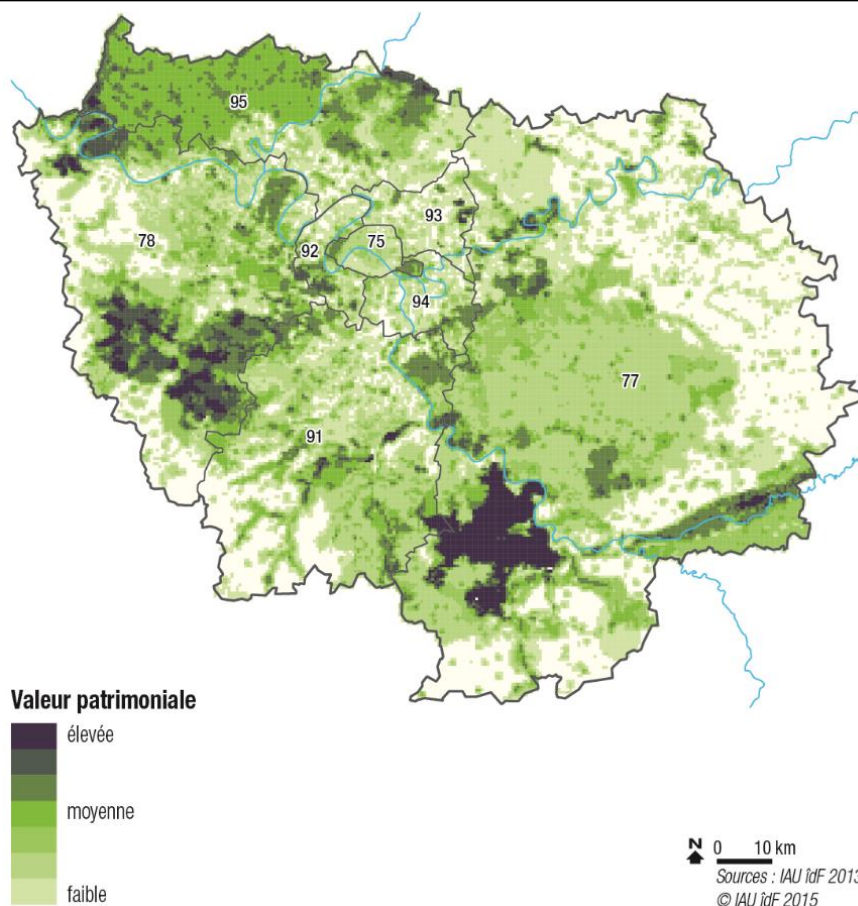 95
93
78
92
75
94
77
91
Valeur patrimoniale
élevée
moyenne
faible
N 0 10 km
Sources : IAU îdF 2013
© IAU îdF 2015